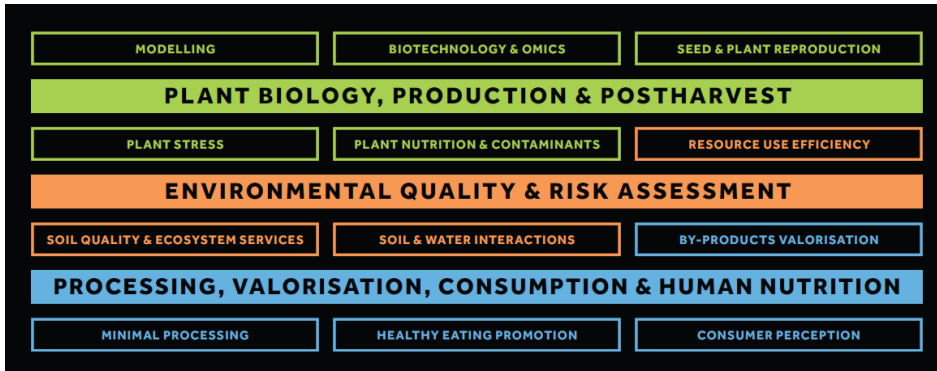 MODELLING
BIOTECHNOLOGY & OMICS
SEED & PLANT REPRODUCTION
PLANT BIOLOGY, PRODUCTION & POSTHARVEST
PLANT STRESS
PLANT NUTRITION & CONTAMINANTS
RESOURCE USE EFFICIENCY
ENVIRONMENTAL QUALITY & RISK ASSESSMENT
SOIL QUALITY & ECOSYSTEM SERVICES
SOIL & WATER INTERACTIONS
BY-PRODUCTS VALORISATION
PROCESSING, VALORISATION, CONSUMPTION & HUMAN NUTRITION
MINIMAL PROCESSING
HEALTHY EATING PROMOTION
CONSUMER PERCEPTION